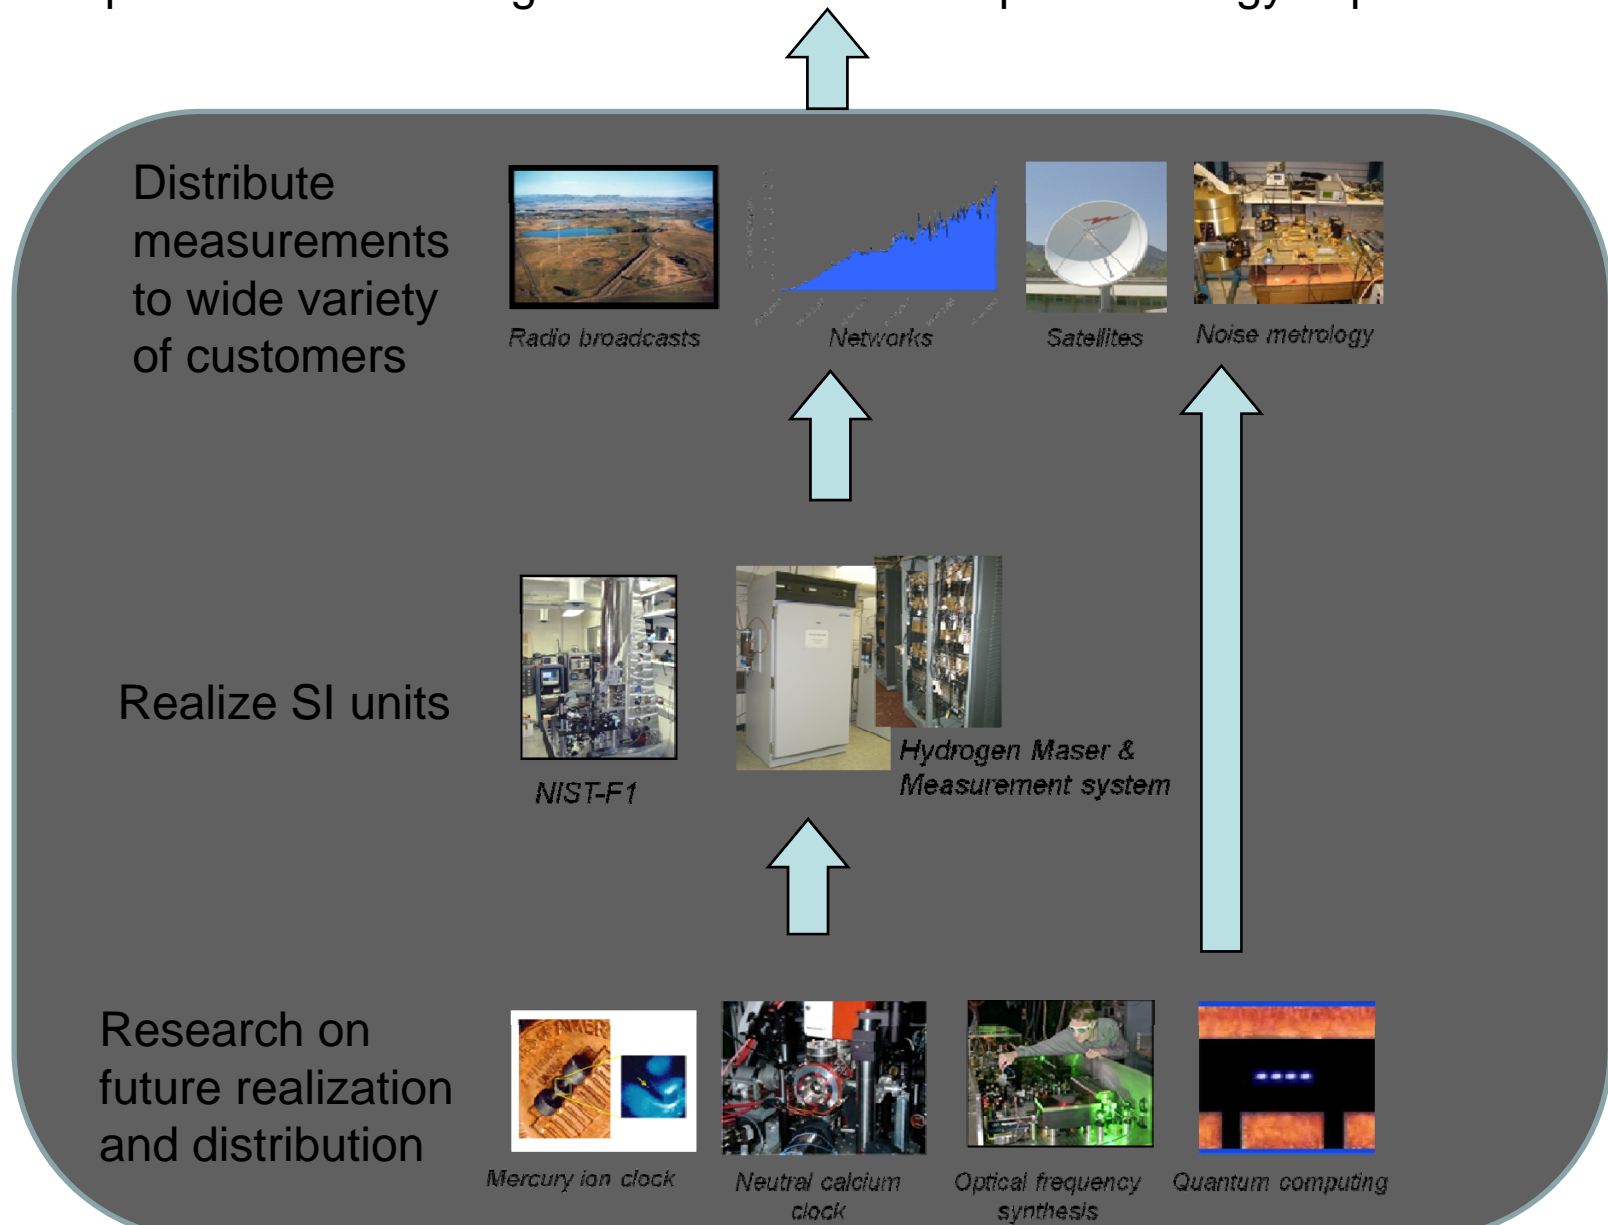 Distribute
measurements
to wide variety
of customers
Radio broadcasts
Networks
Satellites
Noise metrology
Realize SI units
NIST-F1
Hydrogen Maser &
Measurement system
Research on
future realization
and distribution
Mercury ion clock
Neutral calcium
clock
Optical frequency
synthesis
Quantum computing